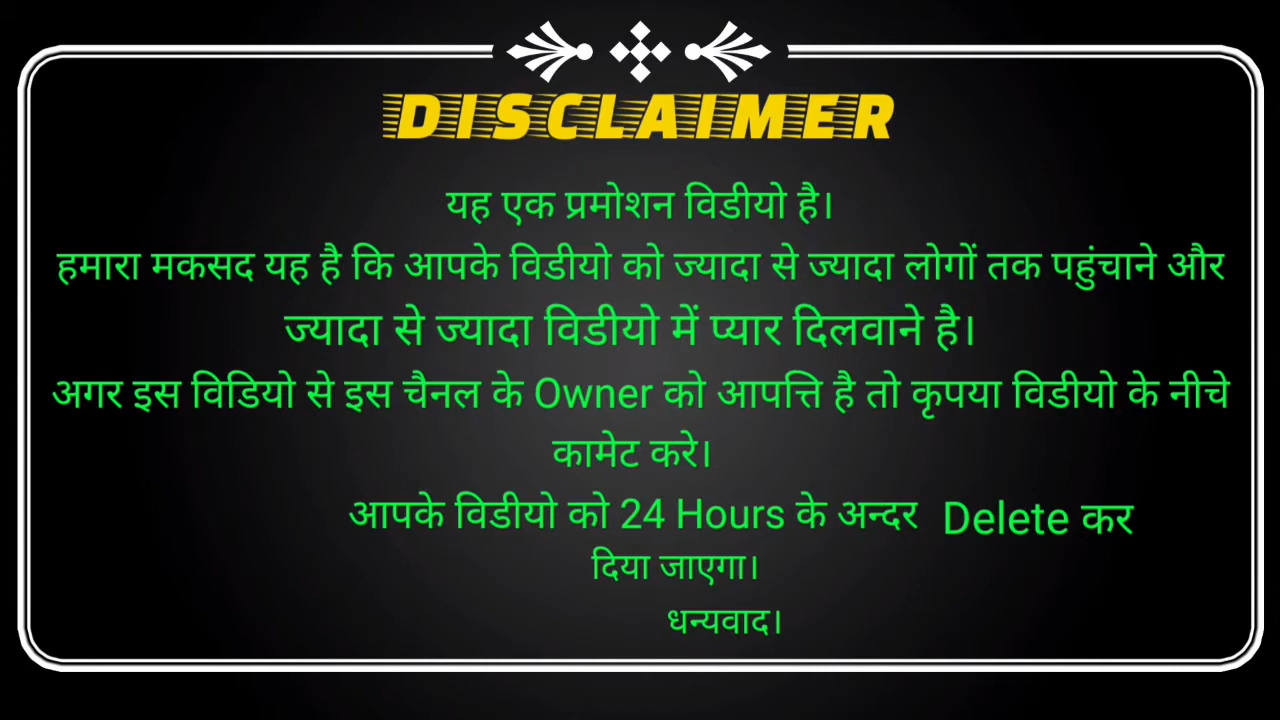 DISCLAIMER
यह एक प्रमोशन विडीयो है।
हमारा मकसद यह है कि आपके विडीयो को ज्यादा से ज्यादा लोगों तक पहुंचाने और
ज्यादा से ज्यादा विडीयो में प्यार दिलवाने है।
अगर इस विडियो से इस चैनल के Owner को आपत्ति है तो कृपया विडीयो के नीचे
कामेट करे।
आपके विडीयो को 24 Hours के अन्दर Delete कर
दिया जाएगा।
धन्यवाद।